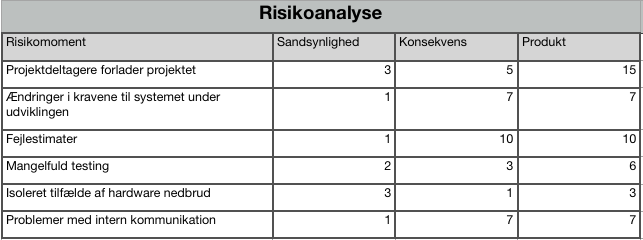 Risikoanalyse
Risikomoment Sandsynlighed Konsekvens Produkt
Projektdeltagere forlader projektet 3 5 15
Ændringer i kravene til systemet under 1 7 7
udviklingen
Fejlestimater 1 10 10
Mangelfuld testing 2 3 6
Isoleret tilfælde af hardware nedbrud 3 1 3
Problemer med intern kommunikation 1 7 7